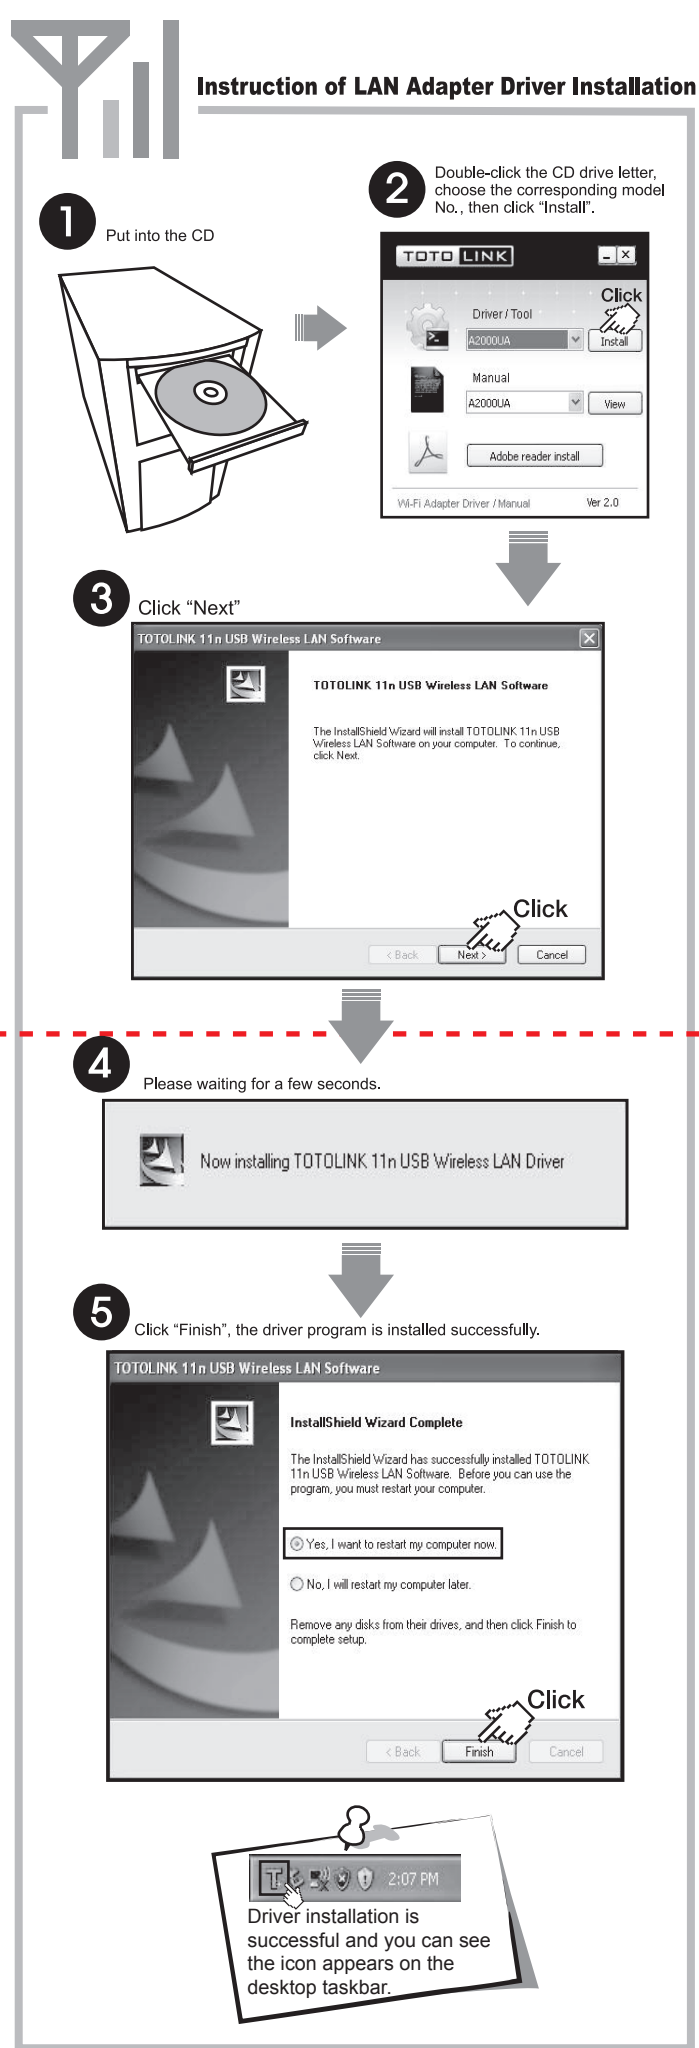 Instruction of LAN Adapter Driver Installation
1
Put into the CD
2
Double-click the CD drive letter,
choose the corresponding model
No., then click “Install”.
TOTO LINK
Click
Driver / Tool
A2000UA
Install
Manual
A2000UA
View
Adobe reader install
Wi-Fi Adapter Driver / Manual
Ver 2.0
3
Click “Next”
TOTOLINK 11n USB Wireless LAN Software
TOTOLINK 11n USB Wireless LAN Software
The InstallShield Wizard will install TOTOLINK 11n USB
Wireless LAN Software on your computer. To continue,
click Next.
Click
< Back
Next >
Cancel
4
Please waiting for a few seconds.
Now installing TOTOLINK 11n USB Wireless LAN Driver
5
Click “Finish”, the driver program is installed successfully.
TOTOLINK 11n USB Wireless LAN Software
InstallShield Wizard Complete
The InstallShield Wizard has successfully installed TOTOLINK
11n USB Wireless LAN Software. Before you can use the
program, you must restart your computer.
Yes, I want to restart my computer now.
No, I will restart my computer later.
Remove any disks from their drives, and then click Finish to
complete setup.
Click
< Back
Finish
Cancel
T
2:07 PM
Driver installation is
successful and you can see
the icon appears on the
desktop taskbar.